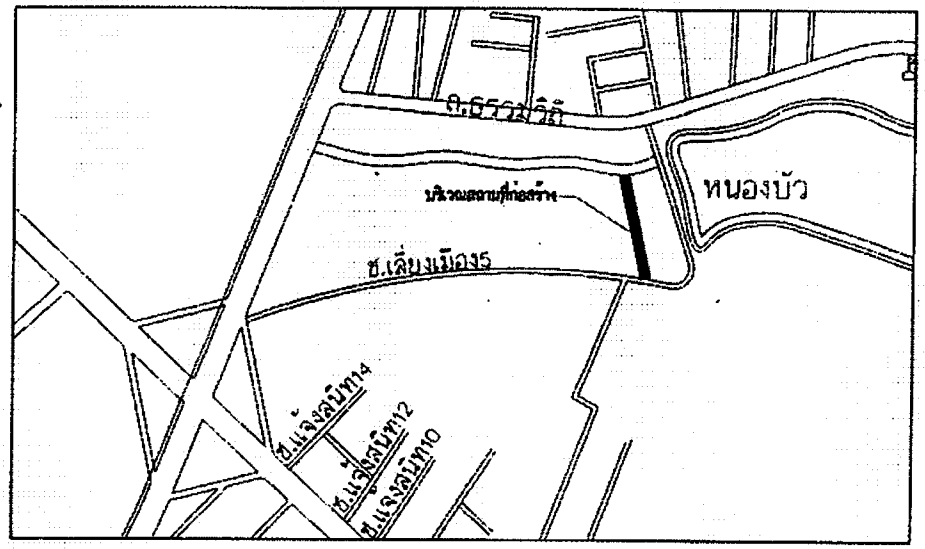 ถ.ธรรมวิถี
หนองบัว
บริเวณสถานที่ก่อสร้าง
ซ.เลี่ยงเมือง5
ซ.แจ้งสนิท14
ซ.แจ้งสนิท12
ซ.แจ้งสนิท10